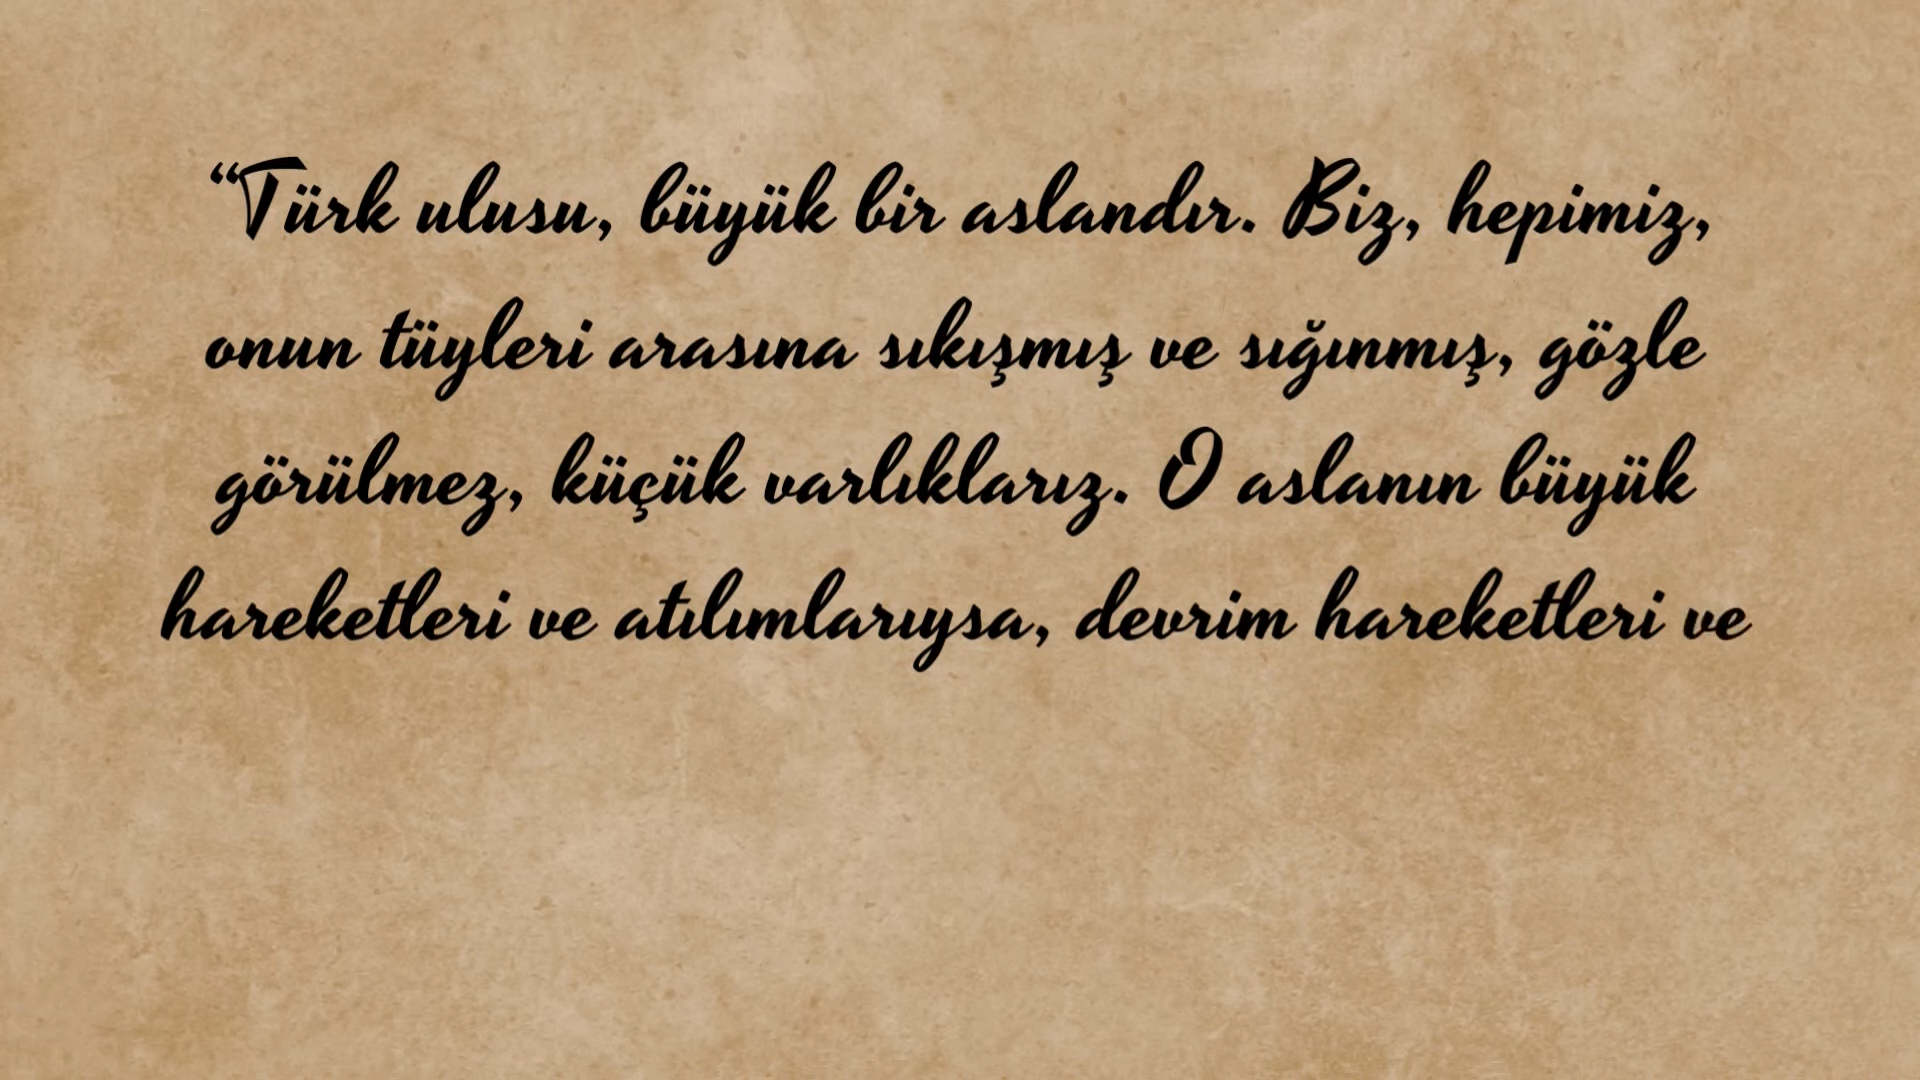 “Türk ulusu, büyük bir aslandır. Biz, hepimiz,
onun tüyleri arasına sıkışmış ve sığınmış, gözle
görülmez, küçük varlıklarız. O aslanın büyük
hareketleri ve atılımlarıysa, devrim hareketleri ve